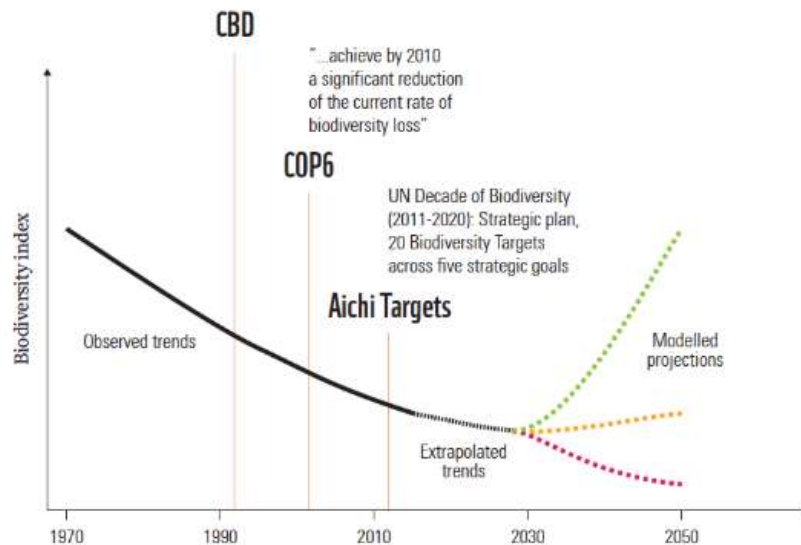 CBD
"...achieve by 2010
a significant reduction
of the current rate of
biodiversity loss"
COP6
UN Decade of Biodiversity
(2011-2020): Strategic plan,
20 Biodiversity Targets
across five strategic goals
Aichi Targets
Biodiversity index
Observed trends
Modelled
projections
Extrapolated
trends
1970
1990
2010
2030
2050